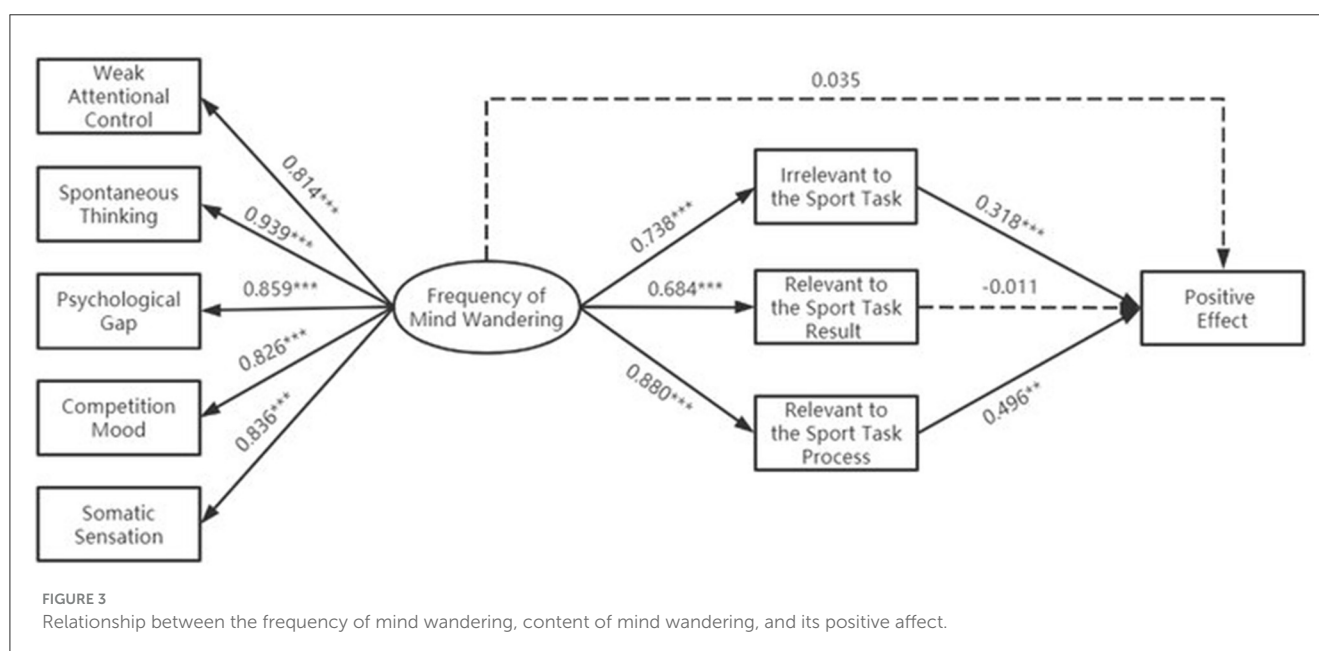 Weak
Attentional
Control
Spontaneous
Thinking
Psychological
Gap
Competition
Mood
Somatic
Sensation
0.814***
0.939***
0.859***
0.826***
0.836***
Frequency of
Mind Wandering
0.035
0.738***
0.684***
0.880***
Irrelevant to
the Sport Task
Relevant to
the Sport Task
Result
Relevant to
the Sport Task
Process
0.318***
-0.011
0.496**
Positive
Effect
FIGURE 3
Relationship between the frequency of mind wandering, content of mind wandering, and its positive affect.